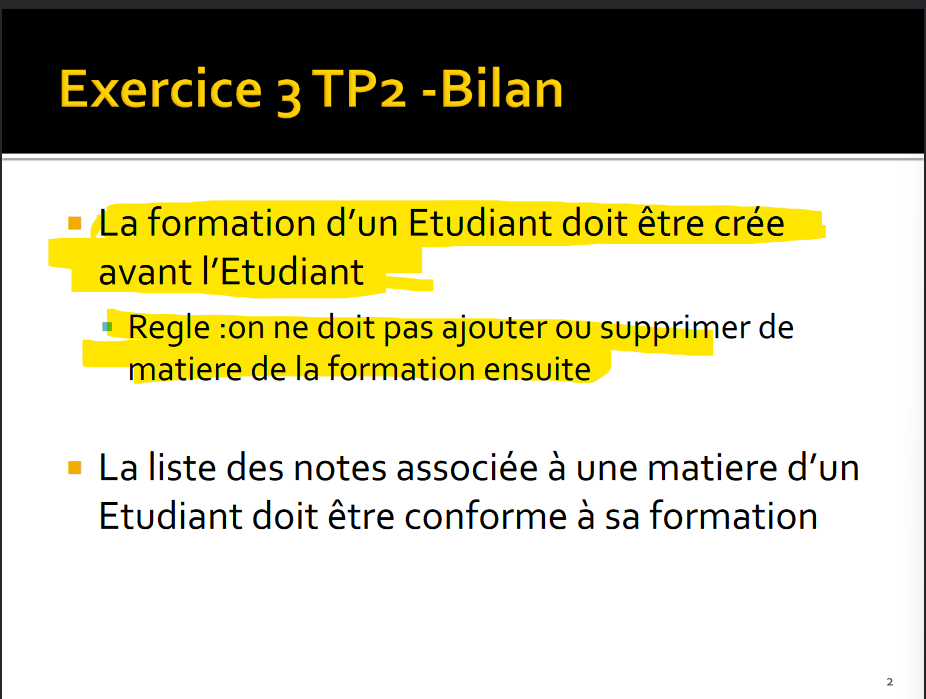 Exercice 3 TP2 -Bilan
La formation d’un Etudiant doit être crée
avant l’Etudiant
Regle :on ne doit pas ajouter ou supprimer de
matiere de la formation ensuite
La liste des notes associée à une matiere d’un
Etudiant doit être conforme à sa formation
2